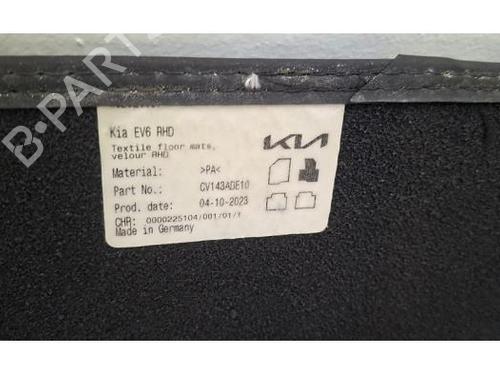 Kia EV6 RHD
KIA
Textile floor mats,
velour RHD
Material: >PA<
Part No.: CV143ADE10
Prod. date: 04-10-2023
CHR: 0000225104/001/01/1
Made in Germany